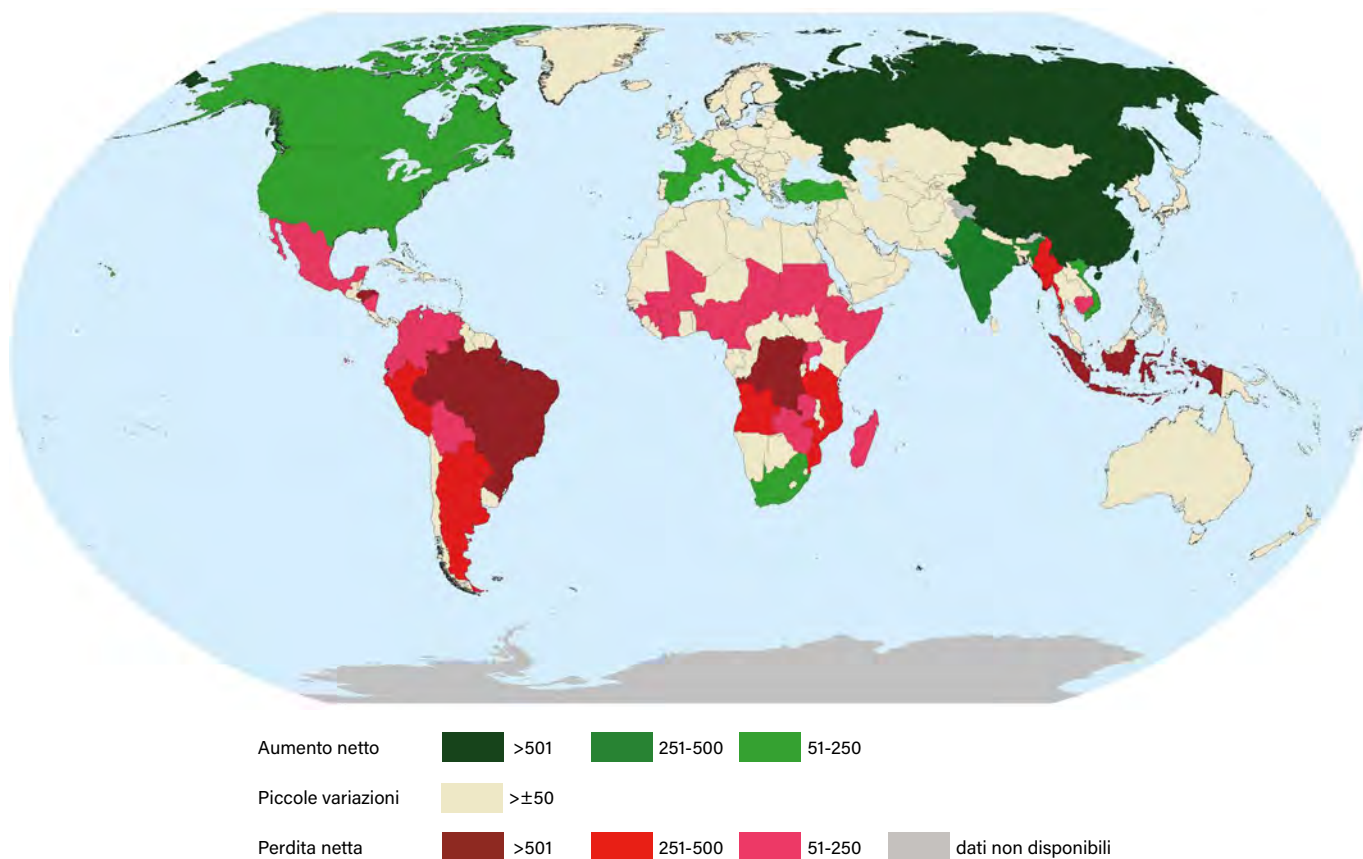 Aumento netto >501 251-500 51-250
Piccole variazioni >±50
Perdita netta >501 251-500 51-250 dati non disponibili